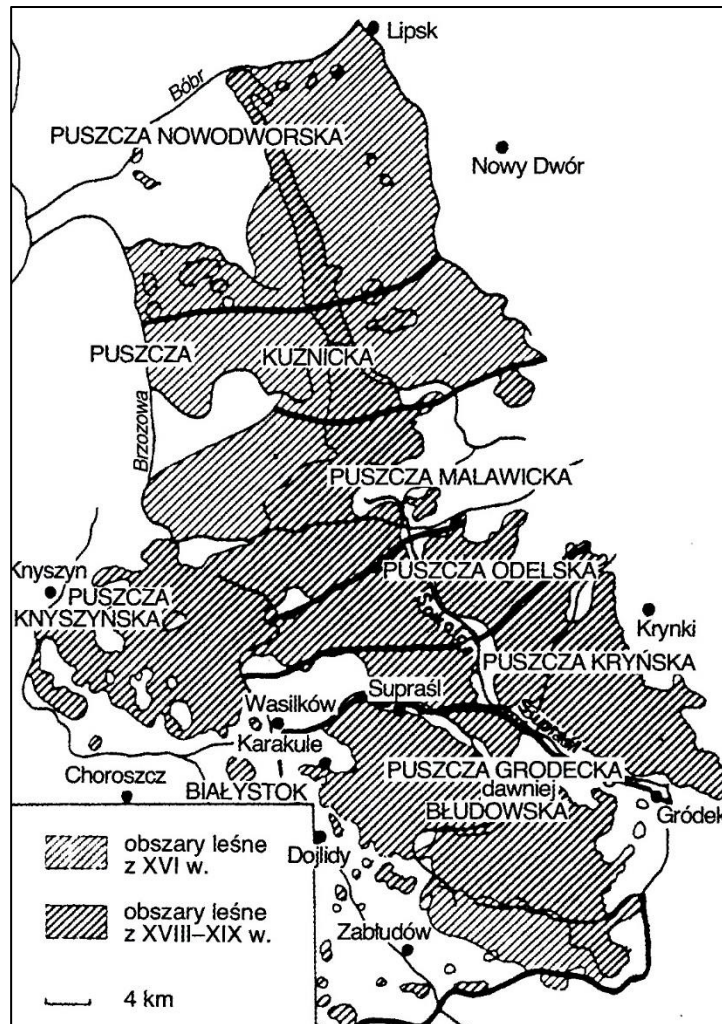 Lipsk
Bóbr
PUSZCZA NOWODWORSKA
Nowy Dwór
PUSZCZA
KUŹNICKA
Brzozowa
PUSZCZA MALAWICKA
Knyszyn
PUSZCZA
KNYSZYŃSKA
PUSZCZA ODELSKA
Krynki
PUSZCZA KRYŃSKA
Wasilków
Supraśl
Karakule
PUSZCZA GRODECKA
dawniej
BŁUDOWSKA
Choroszcz
BIAŁYSTOK
Gródek
Dojlidy
Zabłudów
obszary leśne
z XVI w.
obszary leśne
z XVIII–XIX w.
4 km